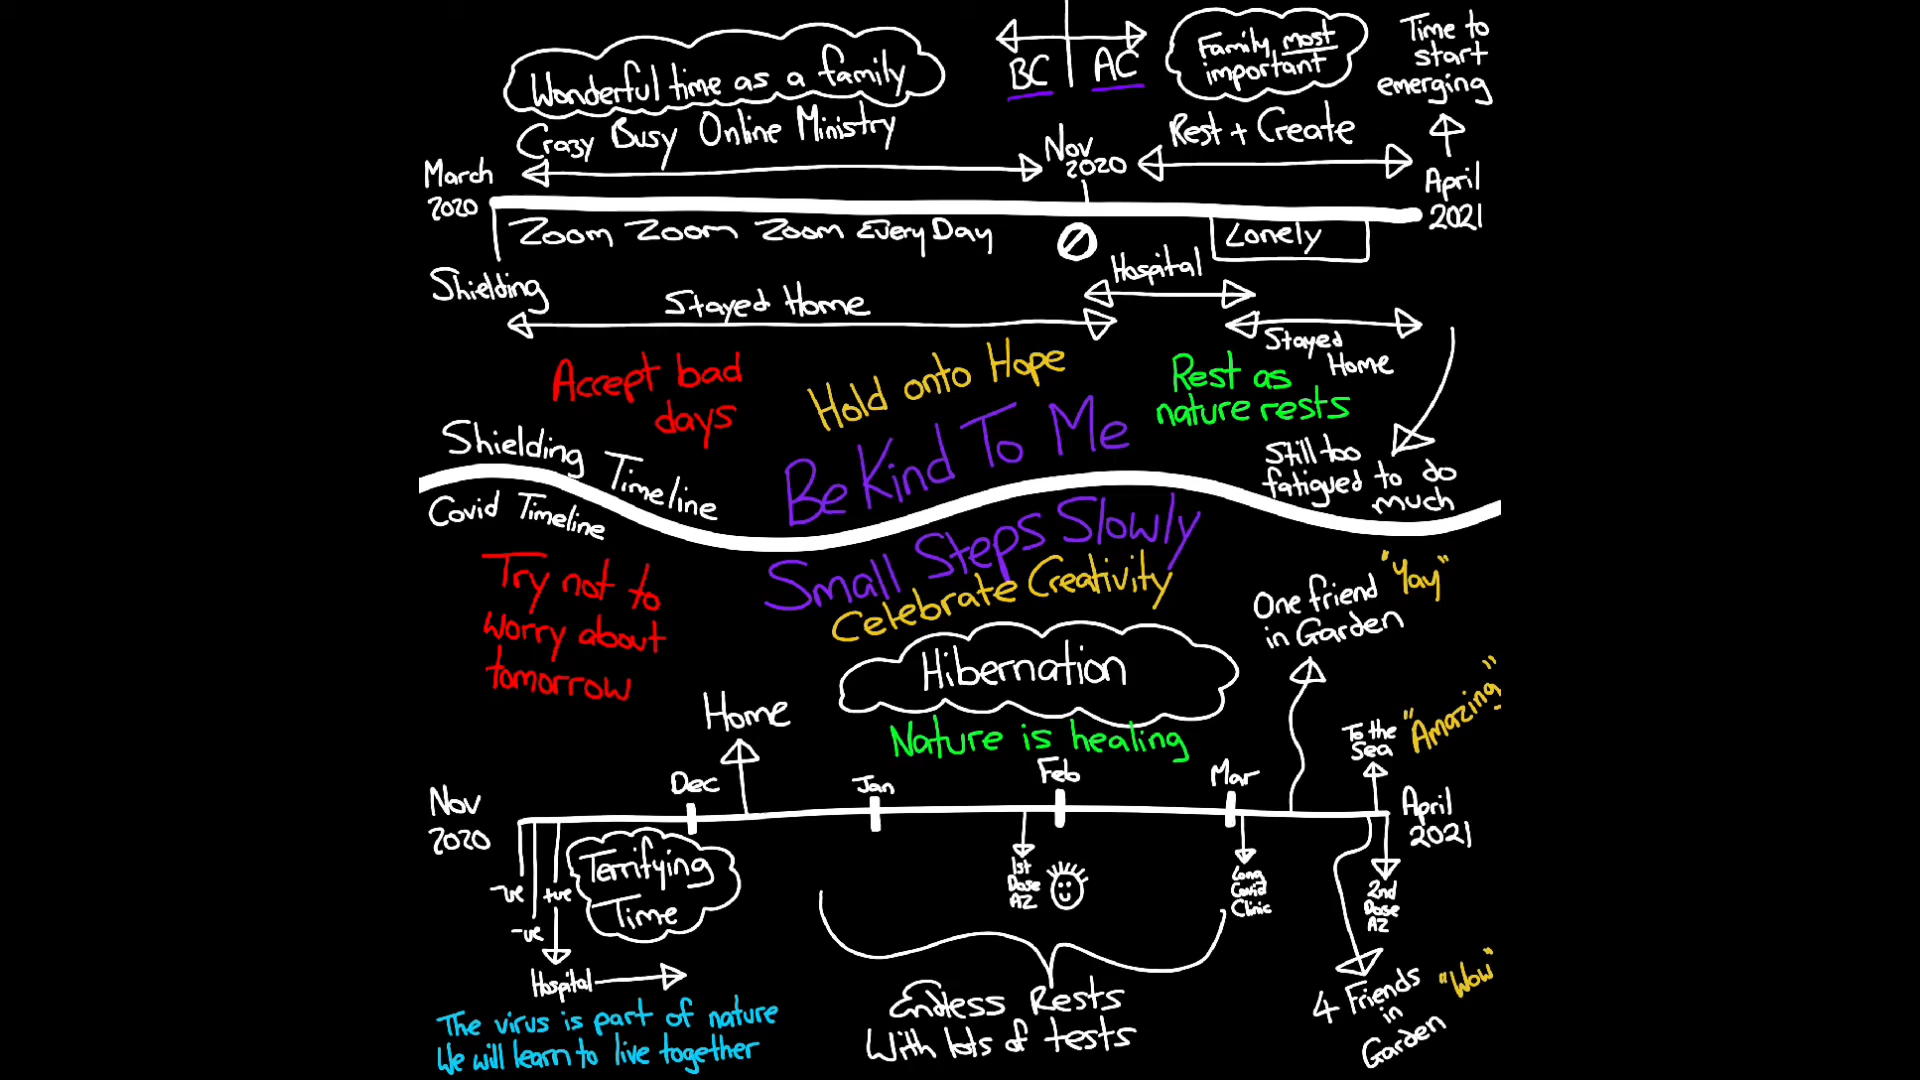 Wonderful time as a family
Crazy Busy Online Ministry
BC
AC
Family, most
important
Rest + Create
Time to
start
emerging
March
2020
Nov
2020
April
2021
Zoom Zoom Zoom Every Day
Lonely
Shielding
Stayed Home
Hospital
Stayed
Home
Accept bad
days
Hold onto Hope
Rest as
nature rests
Be Kind To Me
Still too
fatigued to do
much
Shielding Timeline
Covid Timeline
Small Steps Slowly
Celebrate Creativity
Try not to
worry about
tomorrow
One friend "Yay"
in Garden
Hibernation
Nature is healing
Home
To the
Sea
"Amazing"
Nov
2020
Dec
Jan
Feb
Mar
April
2021
-ve
-ve
+ve
Terrifying
Time
1st
Dose
AZ
Long
Covid
Clinic
2nd
Dose
AZ
Hospital
4 Friends
in
Garden
"Wow"
Endless Rests
With lots of tests
The virus is part of nature
We will learn to live together